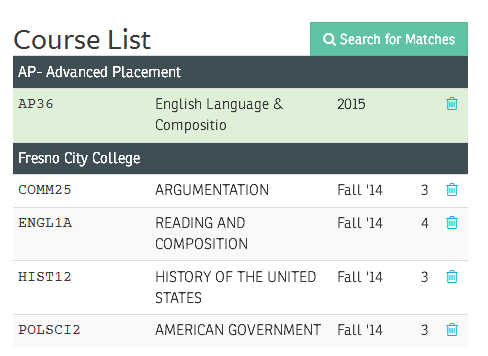 Course List
Search for Matches
AP- Advanced Placement
AP36 English Language & 2015
Compositio
Fresno City College
COMM25 ARGUMENTATION Fall '14 3
ENGL1A READING AND Fall '14 4
COMPOSITION
HIST12 HISTORY OF THE UNITED Fall '14 3
STATES
POLSCI2 AMERICAN GOVERNMENT Fall '14 3